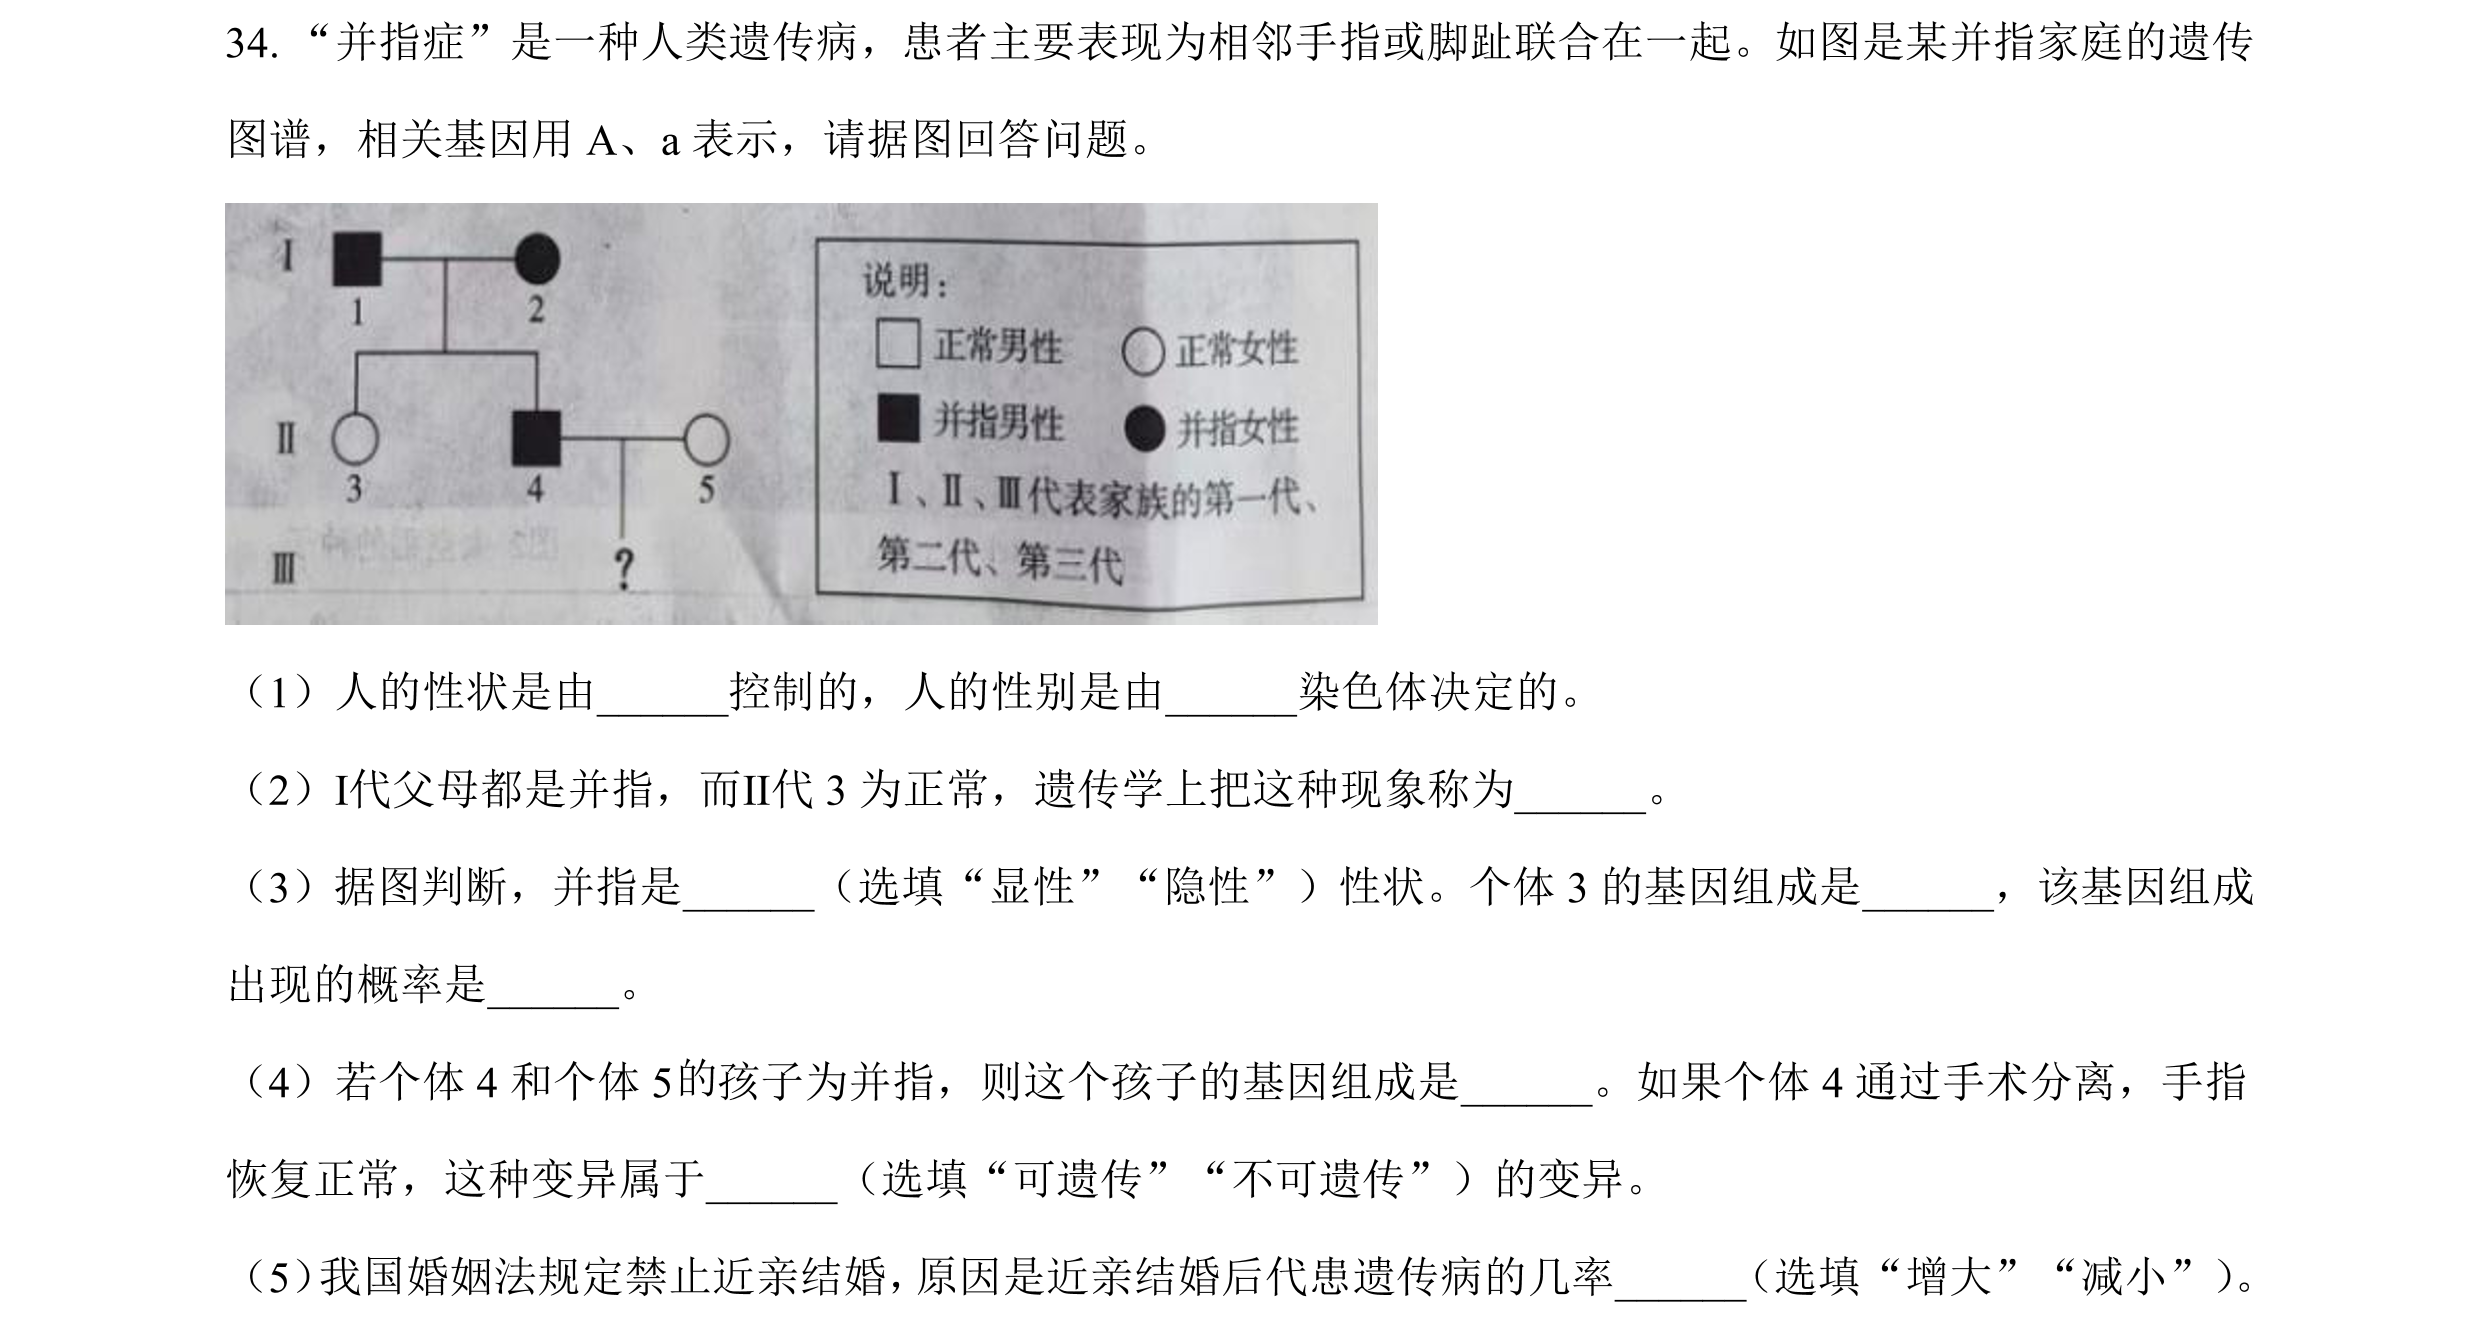 34. “并指症”是一种人类遗传病，患者主要表现为相邻手指或脚趾联合在一起。如图是某并指家庭的遗传
图谱，相关基因用 A、a 表示，请据图回答问题。
Ⅰ
1
2
Ⅱ
3
4
5
Ⅲ
?
说明：
正常男性 正常女性
并指男性 并指女性
Ⅰ、Ⅱ、Ⅲ代表家族的第一代、
第二代、第三代
（1）人的性状是由______控制的，人的性别是由______染色体决定的。
（2）Ⅰ代父母都是并指，而Ⅱ代 3 为正常，遗传学上把这种现象称为______。
（3）据图判断，并指是______（选填“显性”“隐性”）性状。个体 3 的基因组成是______，该基因组成
出现的概率是______。
（4）若个体 4 和个体 5的孩子为并指，则这个孩子的基因组成是______。如果个体 4 通过手术分离，手指
恢复正常，这种变异属于______（选填“可遗传”“不可遗传”）的变异。
（5）我国婚姻法规定禁止近亲结婚，原因是近亲结婚后代患遗传病的几率______（选填“增大”“减小”）。